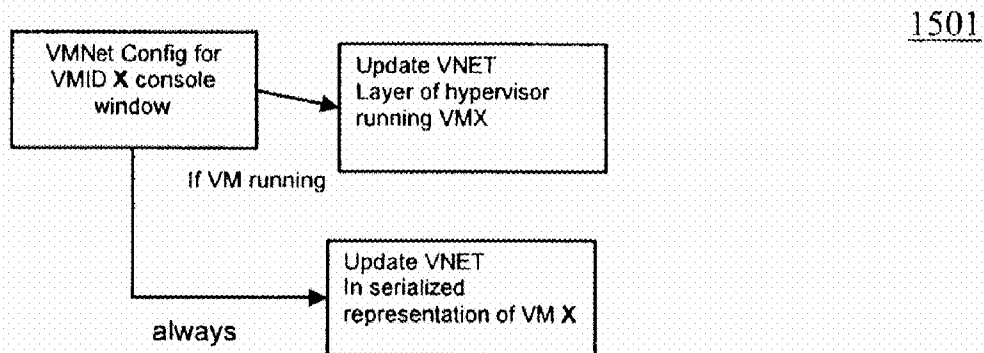 1501
VMNet Config for
VMID X console
window
Update VNET
Layer of hypervisor
running VMX
If VM running
Update VNET
In serialized
representation of VM X
always